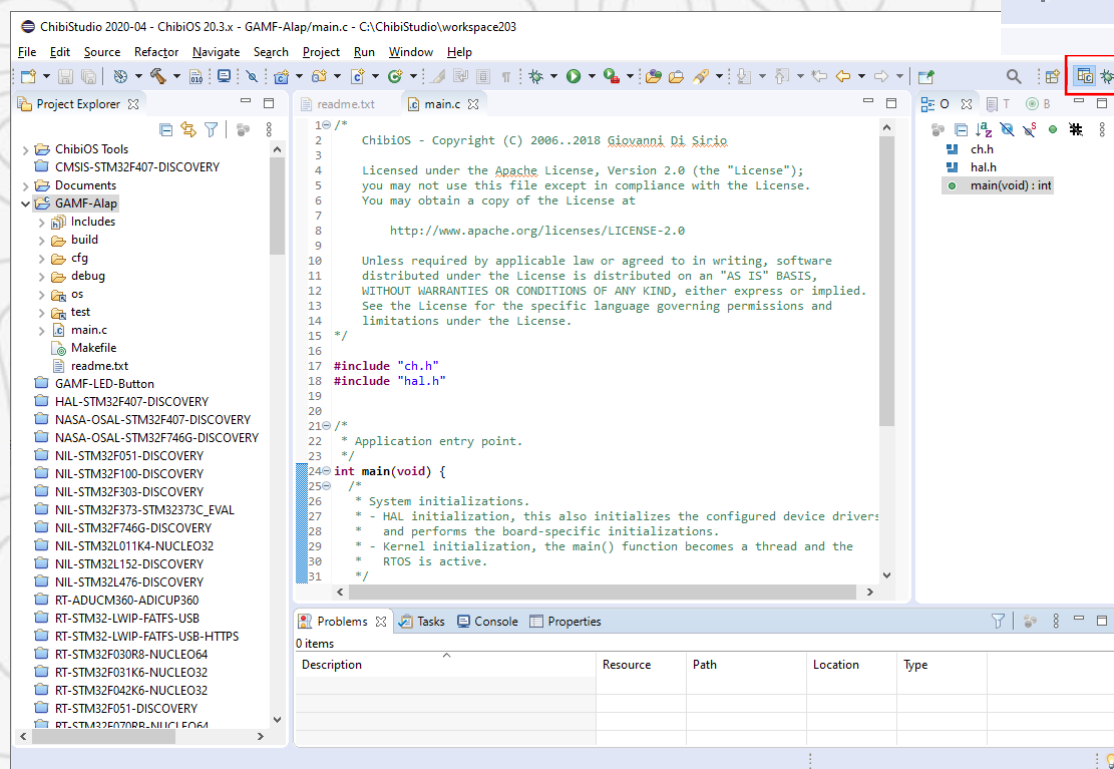 ChibiStudio 2020-04 - ChibiOS 20.3.x - GAMF-Alap/main.c - C:\ChibiStudio\workspace203
File Edit Source Refactor Navigate Search Project Run Window Help
Project Explorer
ChibiOS Tools
CMSIS-STM32F407-DISCOVERY
Documents
GAMF-Alap
Includes
build
cfg
debug
os
test
main.c
Makefile
readme.txt
GAMF-LED-Button
HAL-STM32F407-DISCOVERY
NASA-OSAL-STM32F407-DISCOVERY
NASA-OSAL-STM32F746G-DISCOVERY
NIL-STM32F051-DISCOVERY
NIL-STM32F100-DISCOVERY
NIL-STM32F303-DISCOVERY
NIL-STM32F373-STM32373C_EVAL
NIL-STM32F746G-DISCOVERY
NIL-STM32L011K4-NUCLEO32
NIL-STM32L152-DISCOVERY
NIL-STM32L476-DISCOVERY
RT-ADUCM360-ADICUP360
RT-STM32-LWIP-FATFS-USB
RT-STM32-LWIP-FATFS-USB-HTTPS
RT-STM32F030R8-NUCLEO64
RT-STM32F031K6-NUCLEO32
RT-STM32F042K6-NUCLEO32
RT-STM32F051-DISCOVERY
RT-STM32F070RB-NUCLEO64
readme.txt main.c
1 /*
2 ChibiOS - Copyright (C) 2006..2018 Giovanni Di Sirio
3
4 Licensed under the Apache License, Version 2.0 (the "License");
5 you may not use this file except in compliance with the License.
6 You may obtain a copy of the License at
7
8 http://www.apache.org/licenses/LICENSE-2.0
9
10 Unless required by applicable law or agreed to in writing, software
11 distributed under the License is distributed on an "AS IS" BASIS,
12 WITHOUT WARRANTIES OR CONDITIONS OF ANY KIND, either express or implied.
13 See the License for the specific language governing permissions and
14 limitations under the License.
15 */
16
17 #include "ch.h"
18 #include "hal.h"
19
20
21 /*
22 * Application entry point.
23 */
24 int main(void) {
25 /*
26 * System initializations.
27 * - HAL initialization, this also initializes the configured device drivers
28 * and performs the board-specific initializations.
29 * - Kernel initialization, the main() function becomes a thread and the
30 * RTOS is active.
31 */
O T B
ch.h
hal.h
main(void) : int
Problems Tasks Console Properties
0 items
Description Resource Path Location Type